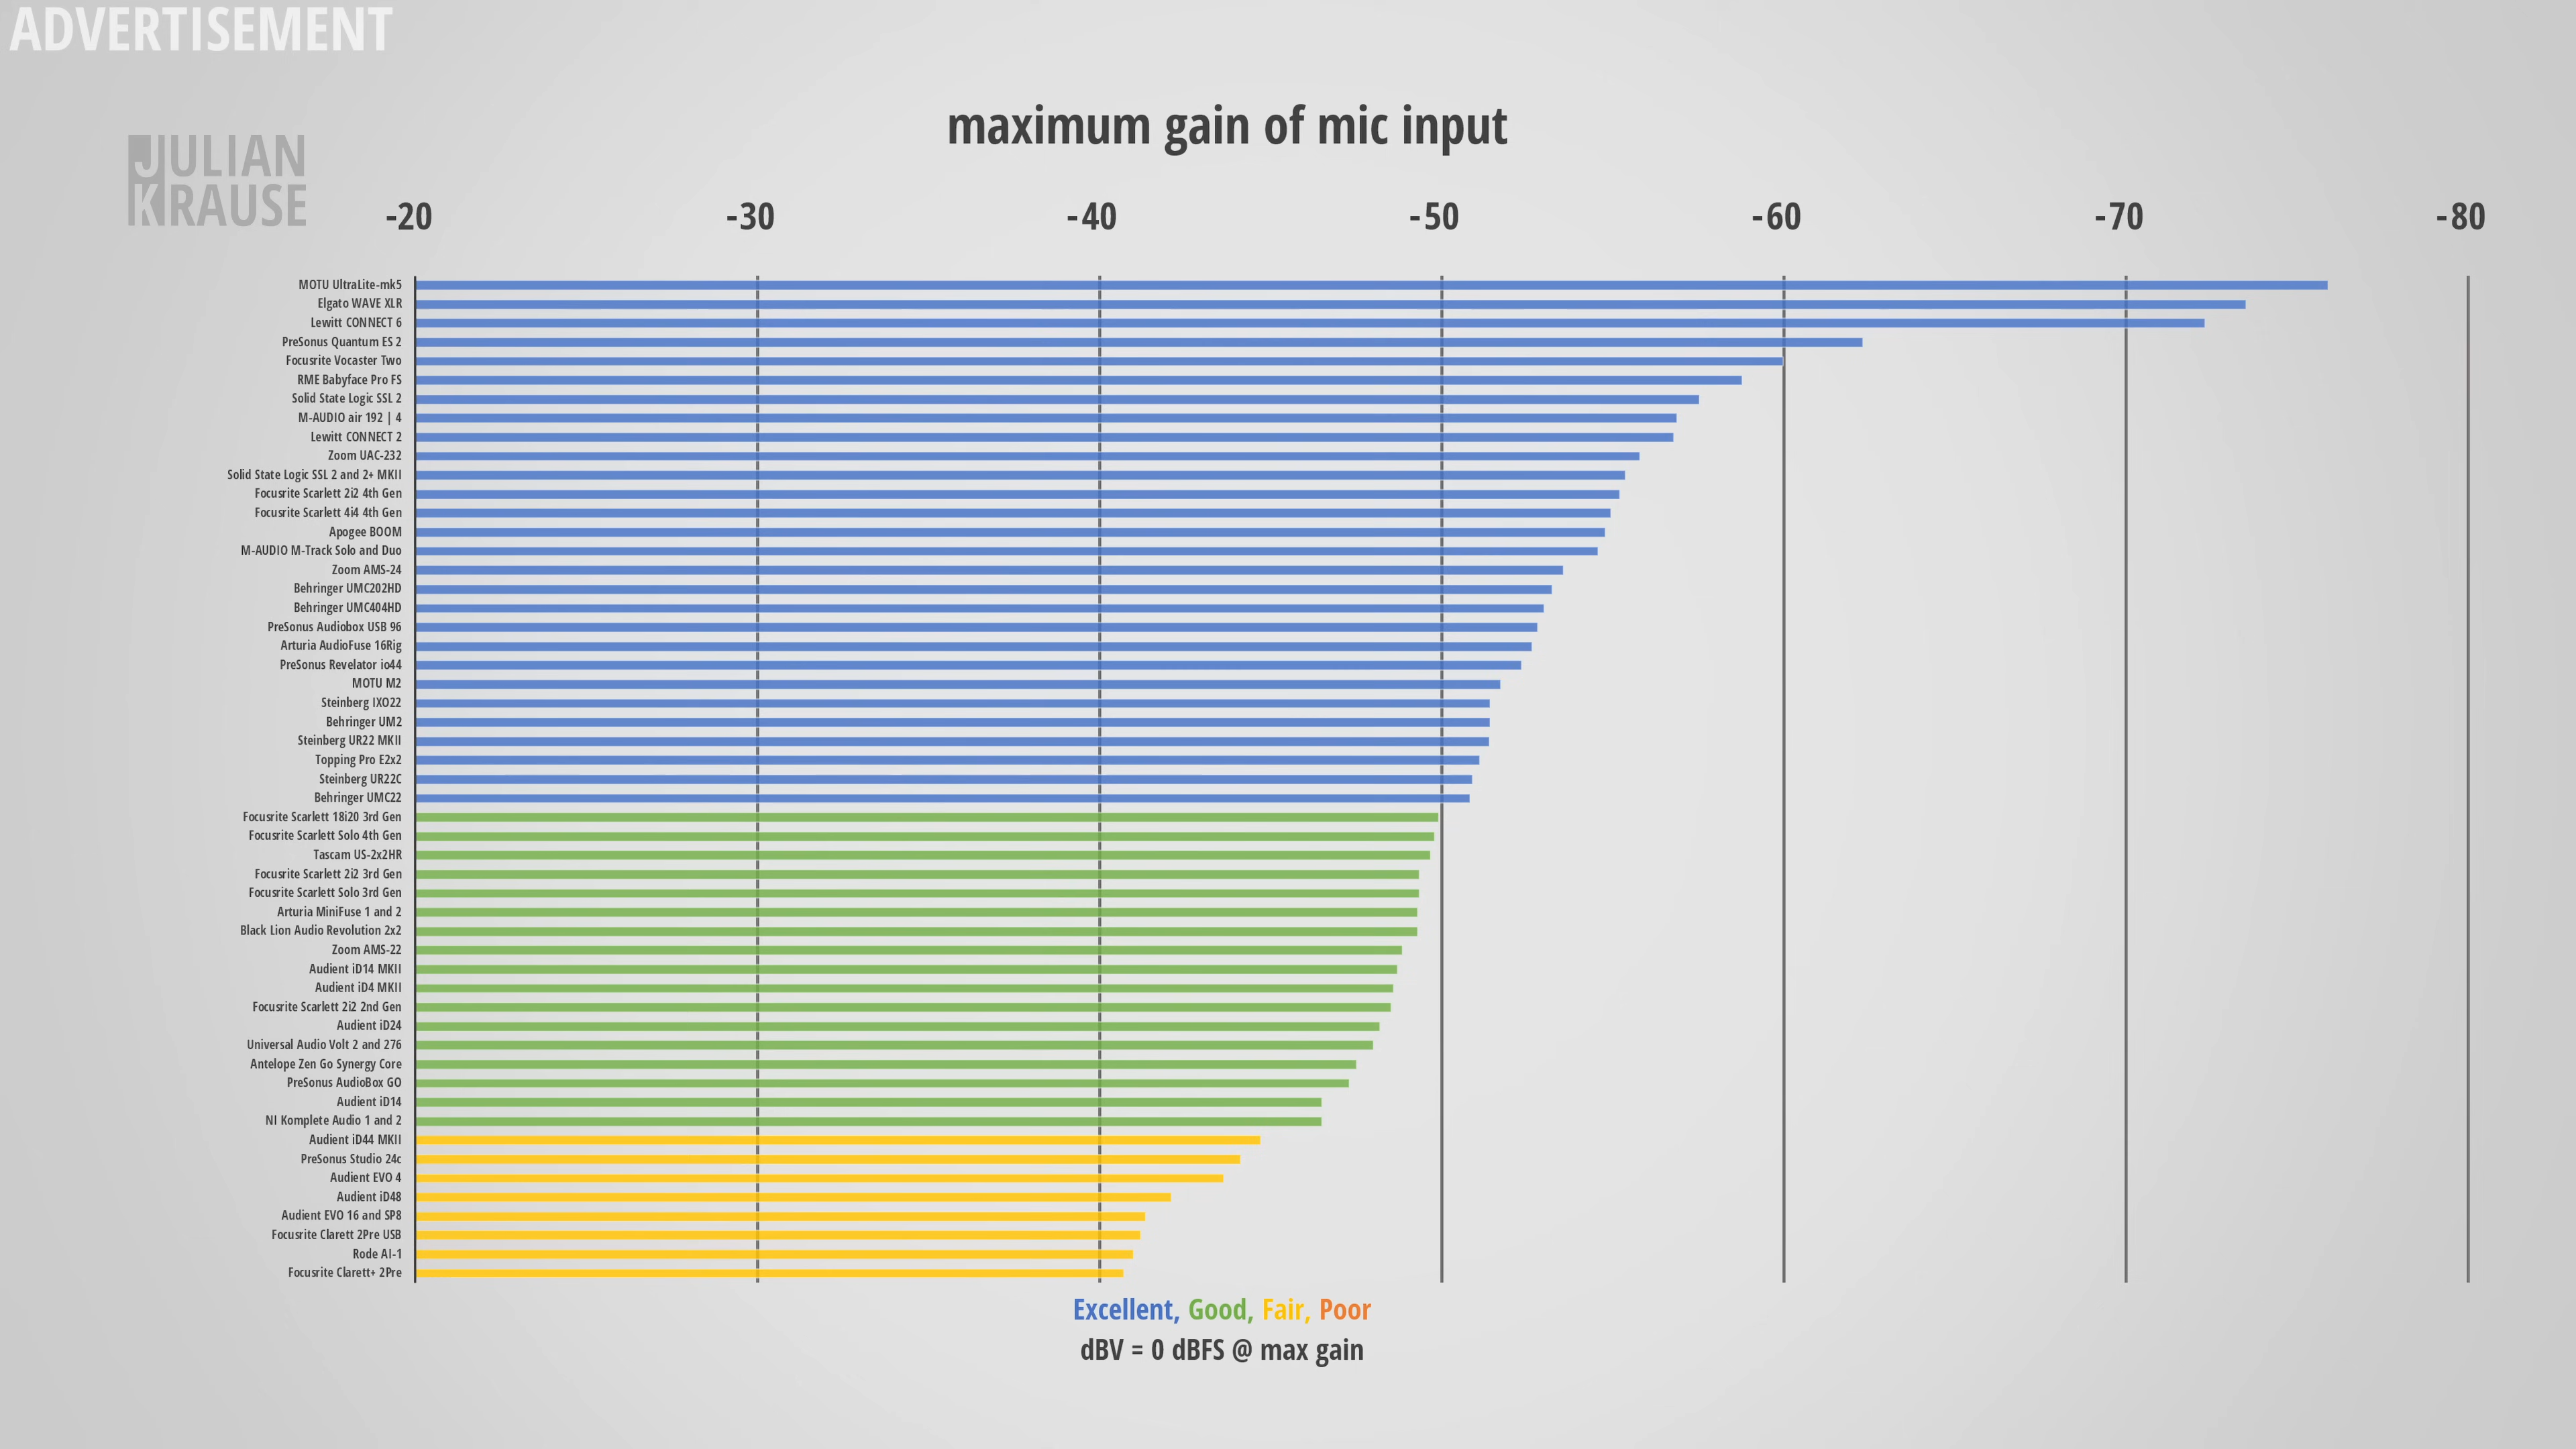 ADVERTISEMENT
JULIAN
KRAUSE
maximum gain of mic input
-20 -30 -40 -50 -60 -70 -80
MOTU UltraLite-mk5
Elgato WAVE XLR
Lewitt CONNECT 6
PreSonus Quantum ES 2
Focusrite Vocaster Two
RME Babyface Pro FS
Solid State Logic SSL 2
M-AUDIO air 192 | 4
Lewitt CONNECT 2
Zoom UAC-232
Solid State Logic SSL 2 and 2+ MKII
Focusrite Scarlett 2i2 4th Gen
Focusrite Scarlett 4i4 4th Gen
Apogee BOOM
M-AUDIO M-Track Solo and Duo
Zoom AMS-24
Behringer UMC202HD
Behringer UMC404HD
PreSonus Audiobox USB 96
Arturia AudioFuse 16Rig
PreSonus Revelator io44
MOTU M2
Steinberg IXO22
Behringer UM2
Steinberg UR22 MKII
Topping Pro E2x2
Steinberg UR22C
Behringer UMC22
Focusrite Scarlett 18i20 3rd Gen
Focusrite Scarlett Solo 4th Gen
Tascam US-2x2HR
Focusrite Scarlett 2i2 3rd Gen
Focusrite Scarlett Solo 3rd Gen
Arturia MiniFuse 1 and 2
Black Lion Audio Revolution 2x2
Zoom AMS-22
Audient iD14 MKII
Audient iD4 MKII
Focusrite Scarlett 2i2 2nd Gen
Audient iD24
Universal Audio Volt 2 and 276
Antelope Zen Go Synergy Core
PreSonus AudioBox GO
Audient iD14
NI Komplete Audio 1 and 2
Audient iD44 MKII
PreSonus Studio 24c
Audient EVO 4
Audient iD48
Audient EVO 16 and SP8
Focusrite Clarett 2Pre USB
Rode AI-1
Focusrite Clarett+ 2Pre
Excellent, Good, Fair, Poor
dBV = 0 dBFS @ max gain